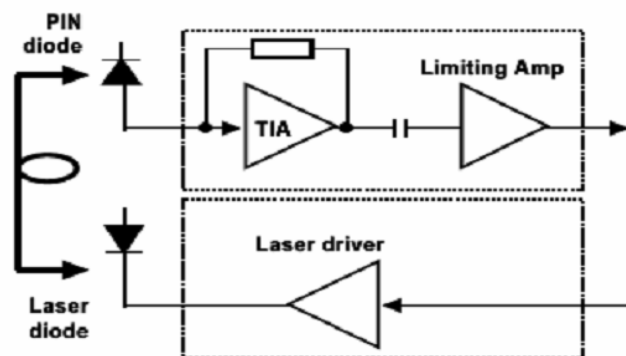 PIN
diode
Limiting Amp
TIA
Laser driver
Laser
diode